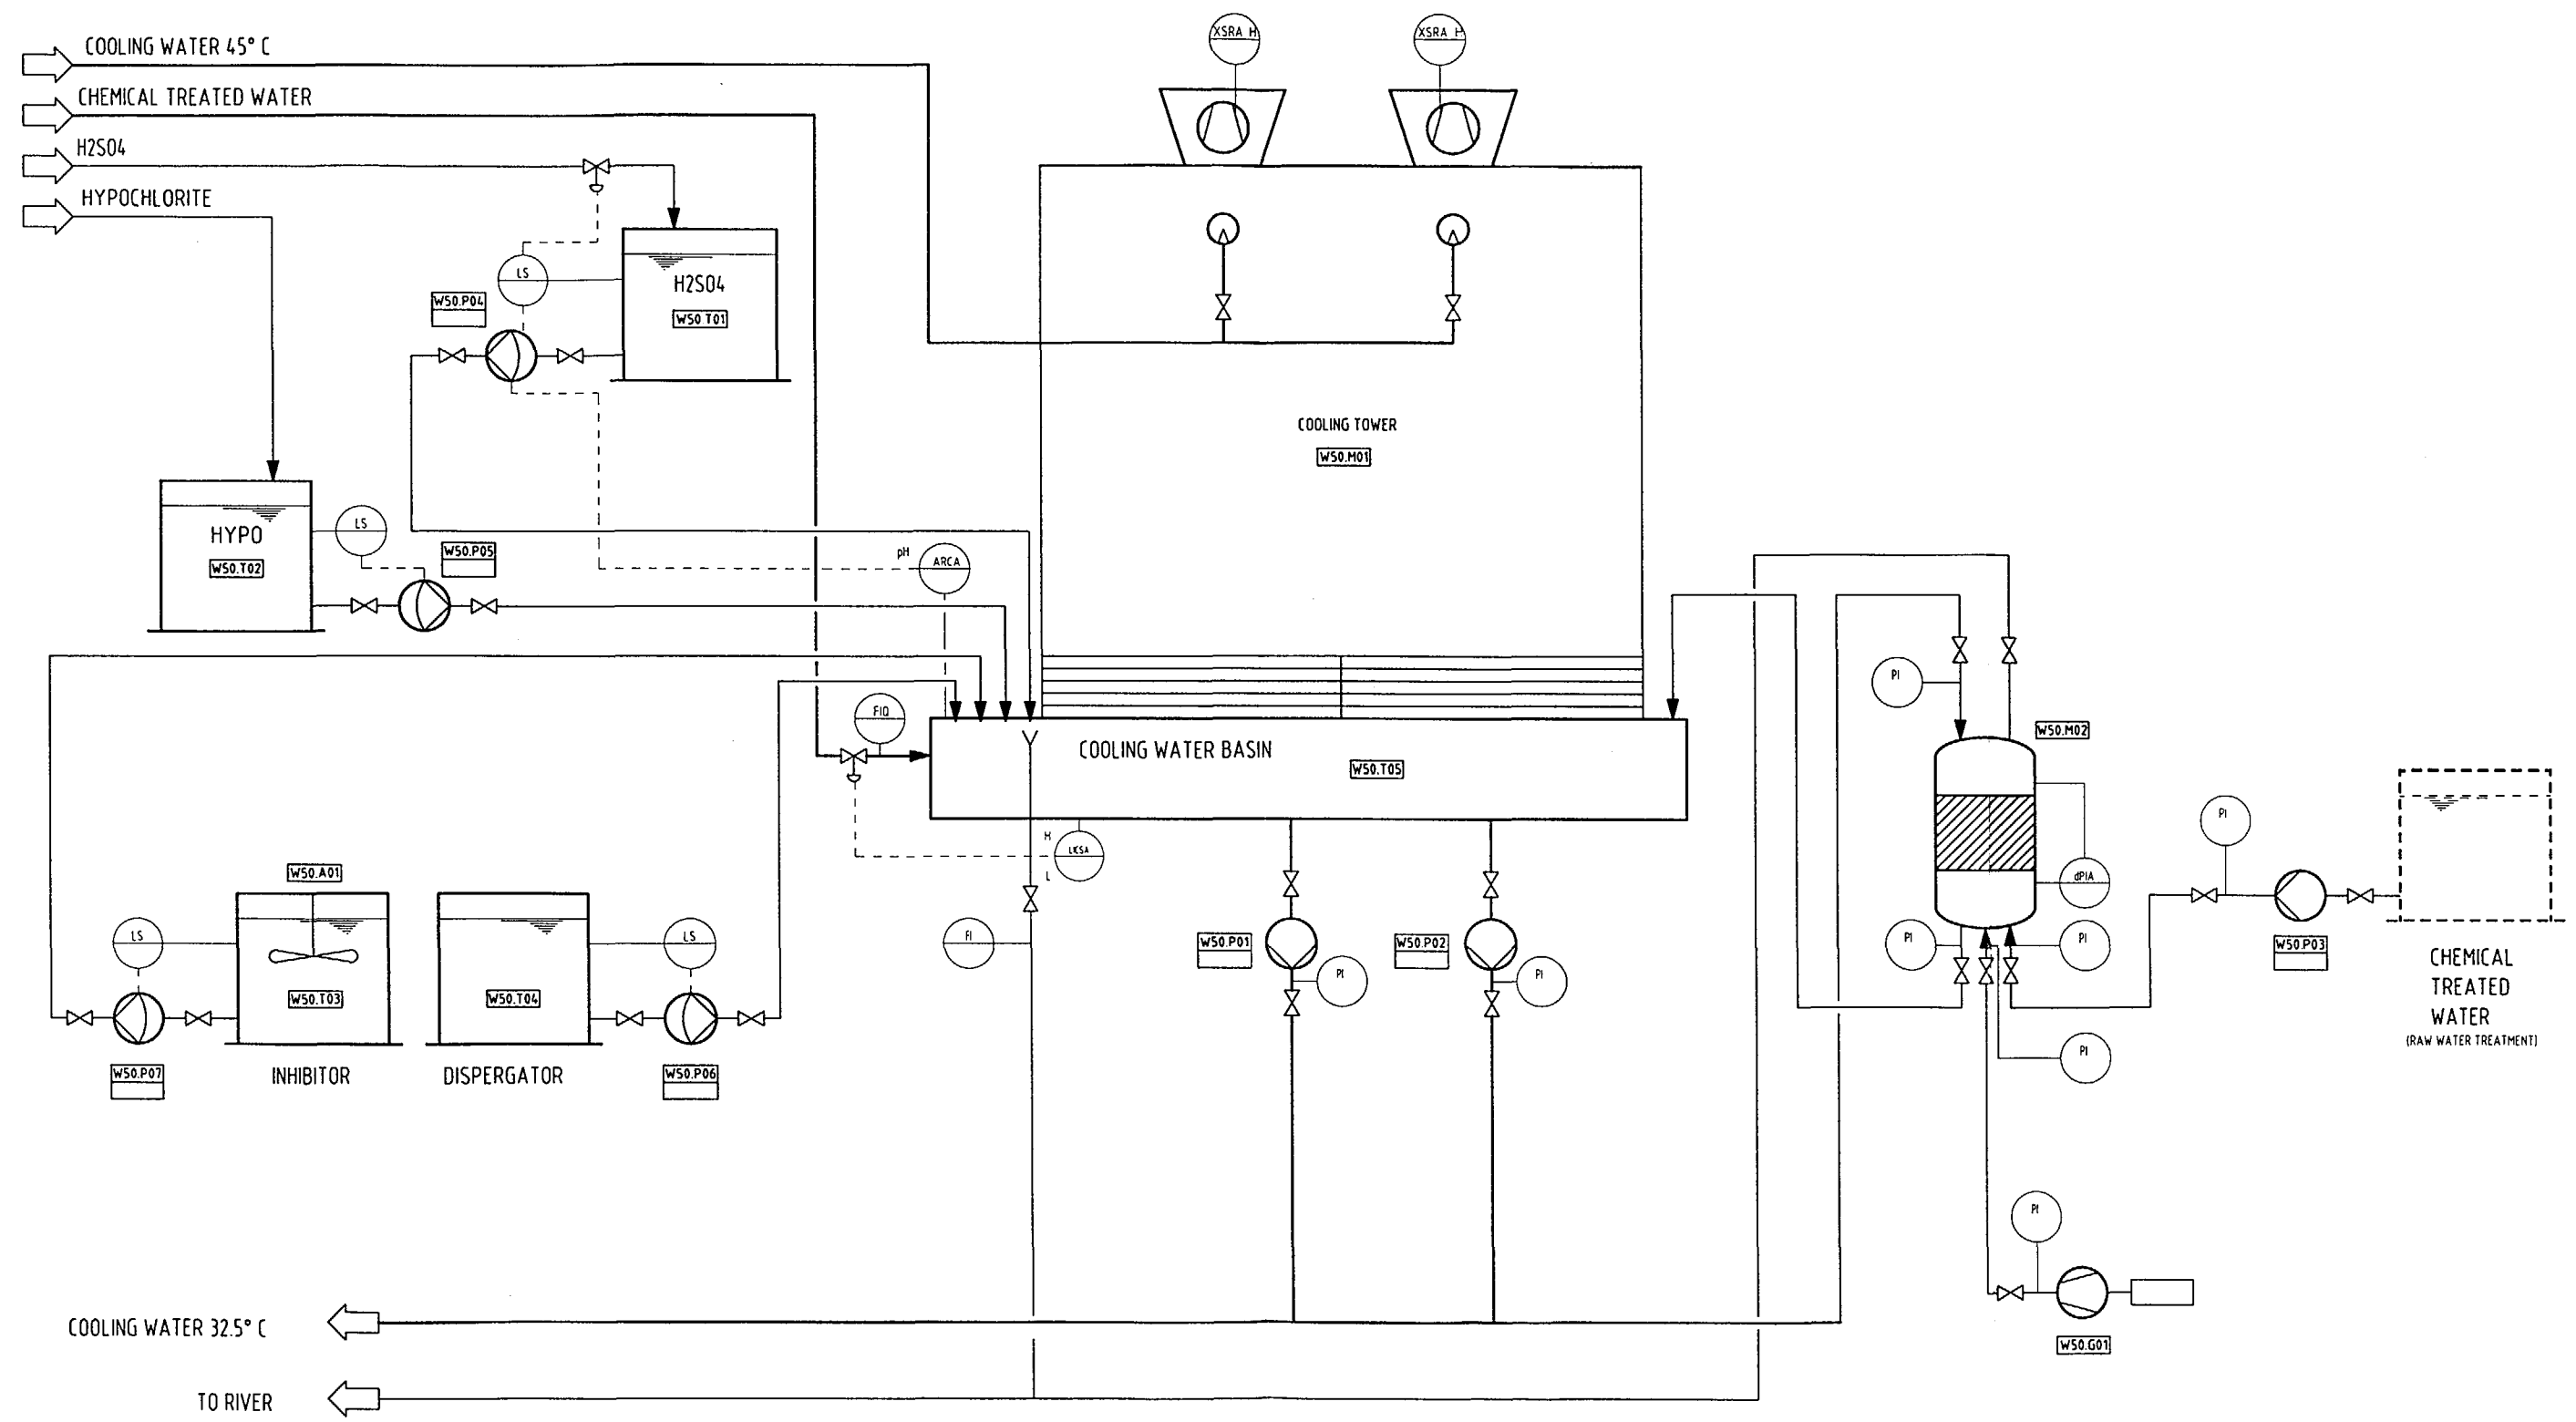 XSRA H
XSRA H
COOLING WATER 45° C
CHEMICAL TREATED WATER
H2SO4
HYPOCHLORITE
LS
H2SO4
W50.T01
W50.P04
COOLING TOWER
W50.M01
LS
HYPO
W50.T02
W50.P05
pH
ARCA
PI
FIQ
W50.M02
COOLING WATER BASIN
W50.T05
PI
H
LICSA
L
W50.A01
dPIA
LS
LS
FI
W50.P01
PI
W50.P02
PI
PI
PI
W50.P03
CHEMICAL
TREATED
WATER
(RAW WATER TREATMENT)
W50.T03
W50.T04
PI
W50.P07
INHIBITOR
DISPERGATOR
W50.P06
PI
COOLING WATER 32.5° C
W50.G01
TO RIVER